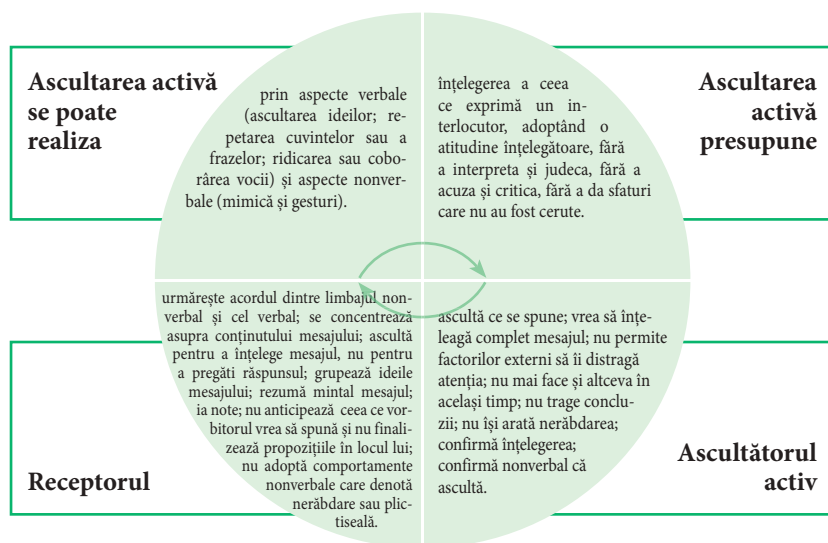 Ascultarea activă
se poate
realiza
prin aspecte verbale
(ascultarea ideilor; re-
petarea cuvintelor sau a
frazelor; ridicarea sau cobo-
rârea vocii) și aspecte nonver-
bale (mimică și gesturi).
înțelegerea a ceea
ce exprimă un in-
terlocutor, adoptând o
atitudine înțelegătoare, fără
a interpreta și judeca, fără a
acuza și critica, fără a da sfaturi
care nu au fost cerute.
Ascultarea
activă
presupune
urmărește acordul dintre limbajul non-
verbal și cel verbal; se concentrează
asupra conținutului mesajului; ascultă
pentru a înțelege mesajul, nu pentru
a pregăti răspunsul; grupează ideile
mesajului; rezumă mintal mesajul;
ia note; nu anticipează ceea ce vor-
bitorul vrea să spună și nu finali-
zează propozițiile în locul lui;
nu adoptă comportamente
nonverbale care denotă
nerăbdare sau plic-
tiseală.
Receptorul
ascultă ce se spune; vrea să înțe-
leagă complet mesajul; nu permite
factorilor externi să îi distragă
atenția; nu mai face și altceva în
același timp; nu trage conclu-
zii; nu își arată nerăbdarea;
confirmă înțelegerea;
confirmă nonverbal că
ascultă.
Ascultătorul
activ